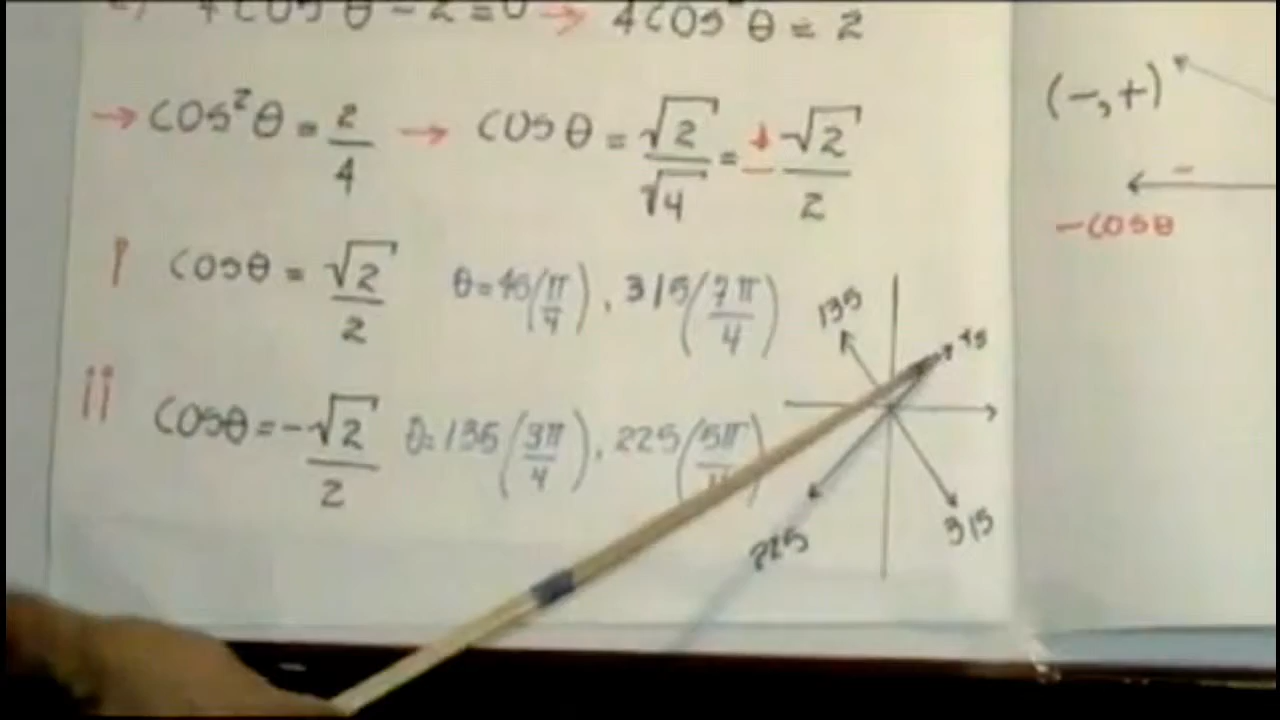 4cos²θ - 2 = 0 → 4cos²θ = 2
→ cos²θ = 2/4 → cosθ = √2/√4 = ±√2/2
i cosθ = √2/2 θ = 45(π/4), 315(7π/4)
ii cosθ = -√2/2 θ = 135(3π/4), 225(5π/4)
135
45
225
315
(-,+)
-
-cosθ